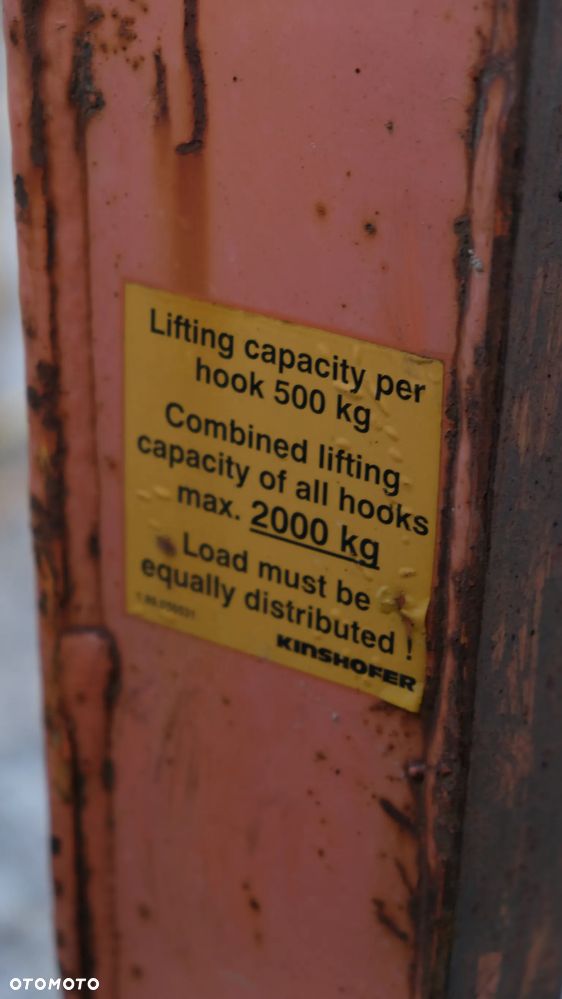 Lifting capacity per
hook 500 kg
Combined lifting
capacity of all hooks
max. 2000 kg
Load must be
equally distributed !
KINSHOFER
OTOMOTO